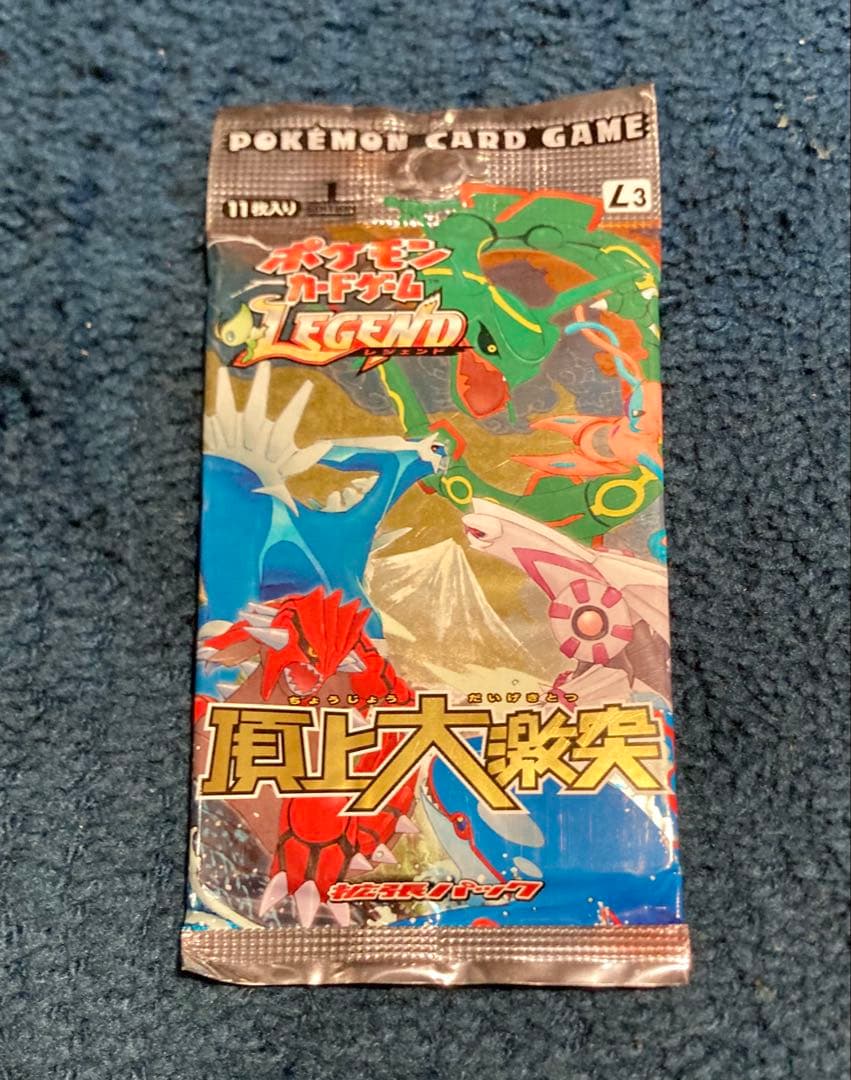 POKÉMON CARD GAME
11枚入り
1
EDITION
L3
ポケモン
カードゲーム
LEGEND
レジェンド
ちょうじょう だいげきとつ
頂上大激突
拡張パック